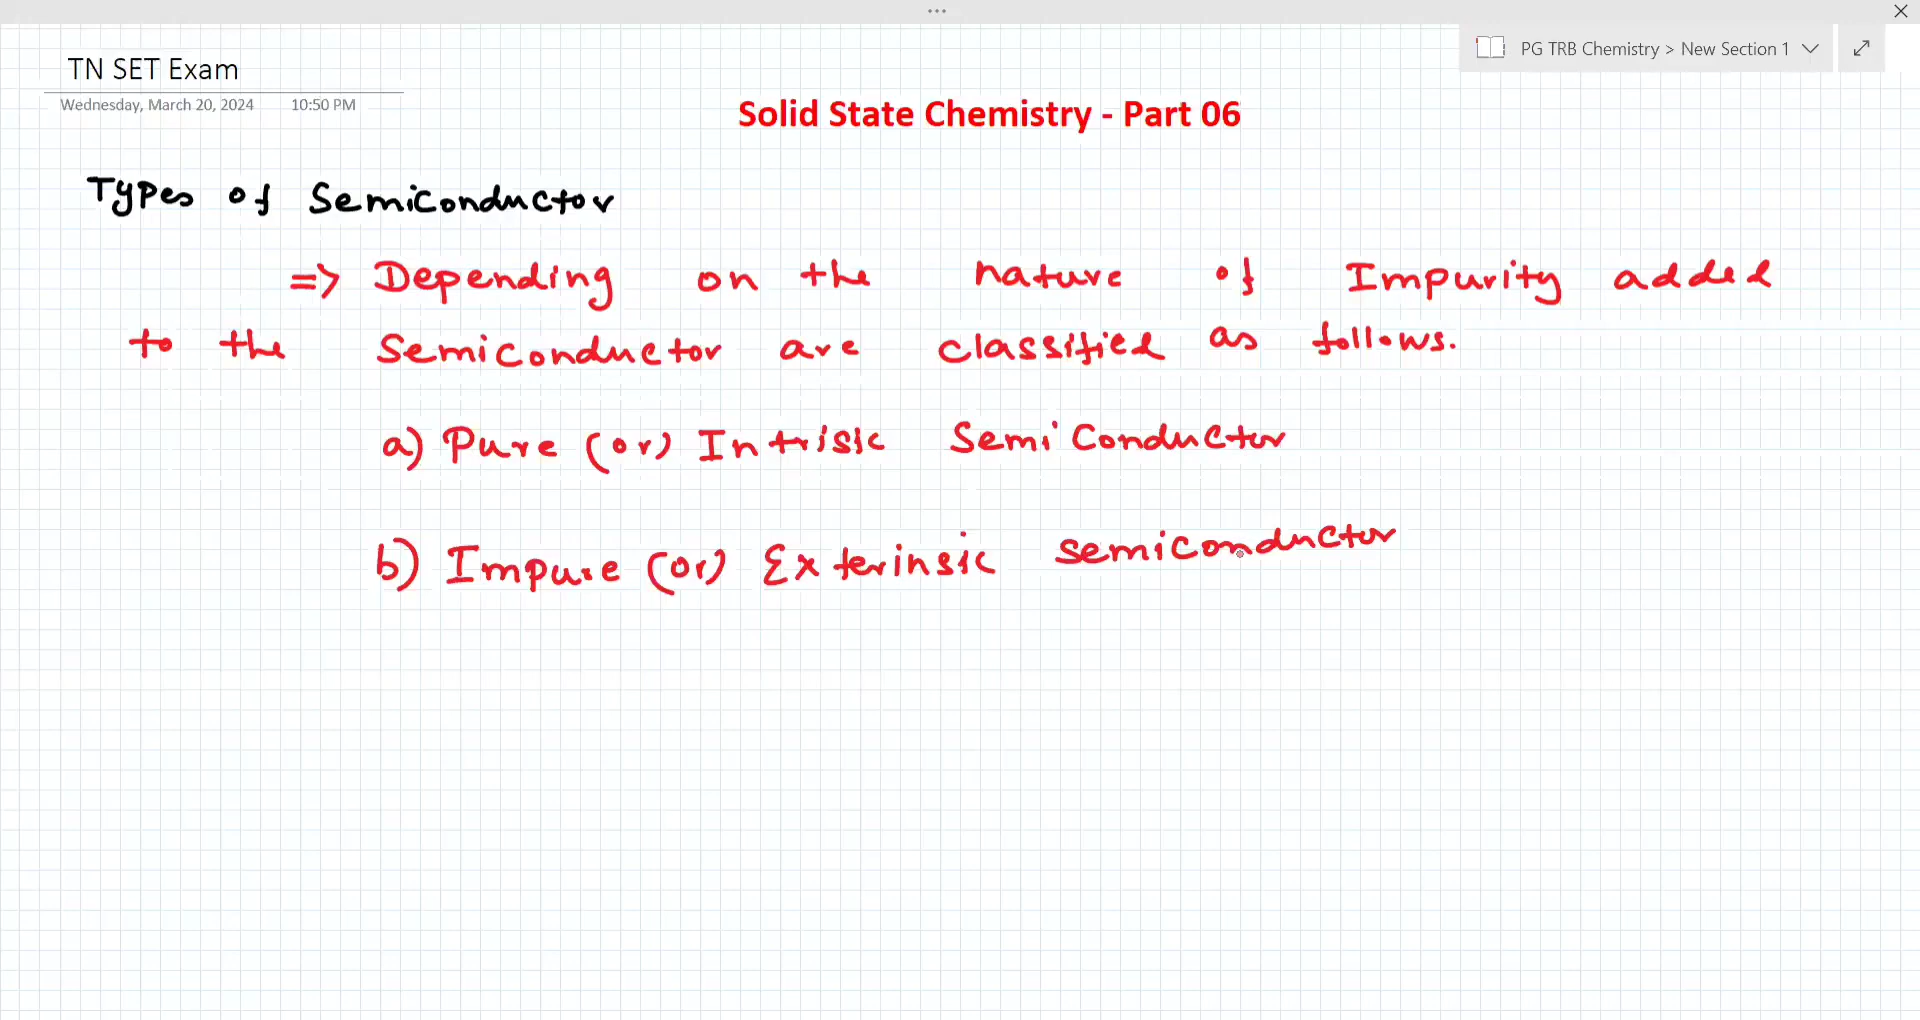 PG TRB Chemistry > New Section 1
TN SET Exam
Wednesday, March 20, 2024 10:50 PM
Solid State Chemistry - Part 06
Types of Semiconductor
=> Depending on the nature of Impurity added
to the Semiconductor are classified as follows.
a) Pure (or) Intrisic Semiconductor
b) Impure (or) Exterinsic semiconductor